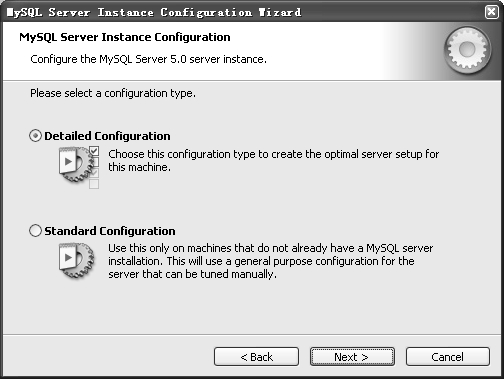 MySQL Server Instance Configuration Wizard
MySQL Server Instance Configuration
Configure the MySQL Server 5.0 server instance.
Please select a configuration type.
Detailed Configuration
Choose this configuration type to create the optimal server setup for
this machine.
Standard Configuration
Use this only on machines that do not already have a MySQL server
installation. This will use a general purpose configuration for the
server that can be tuned manually.
< Back
Next >
Cancel